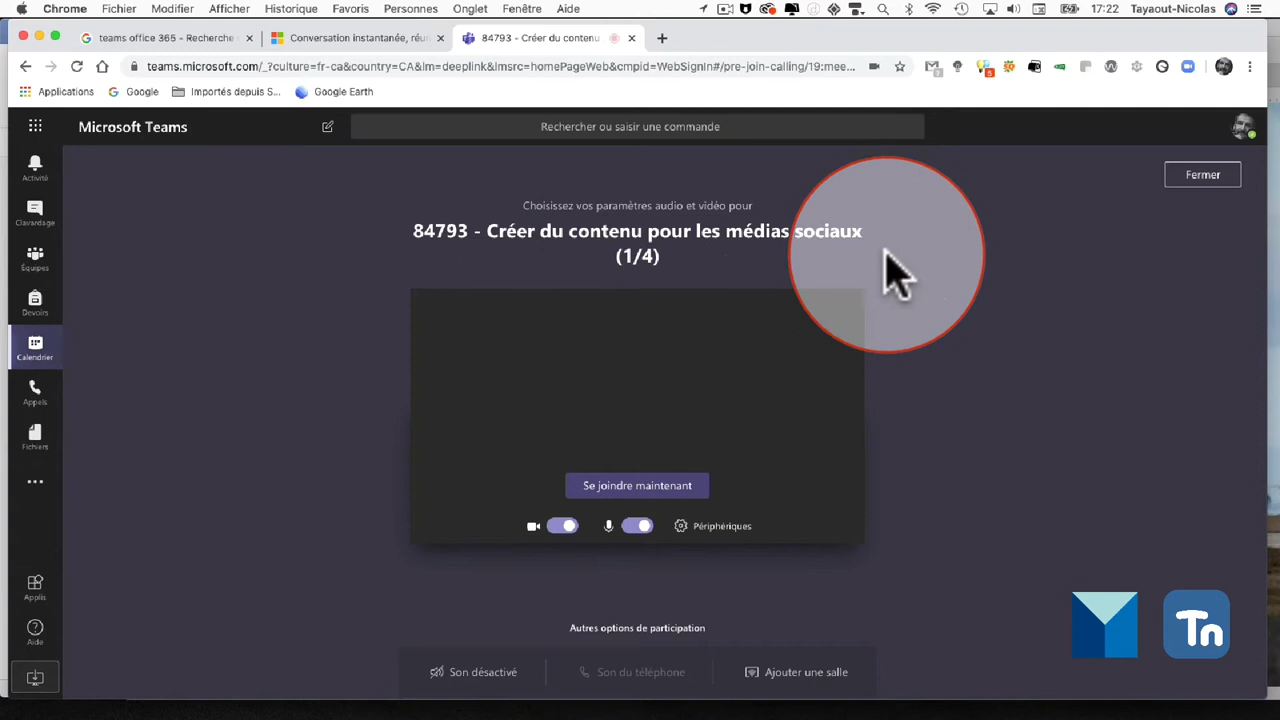 Chrome Fichier Modifier Afficher Historique Favoris Personnes Onglet Fenêtre Aide 17:22 Tayaout-Nicolas
teams office 365 - Recherche
Conversation instantanée, réun
84793 - Créer du contenu
teams.microsoft.com/_?culture=fr-ca&country=CA&lm=deeplink&lmsrc=homePageWeb&cmpid=WebSignIn#/pre-join-calling/19:mee...
Applications Google Importés depuis S... Google Earth
Microsoft Teams
Rechercher ou saisir une commande
Activité
Clavardage
Équipes
Devoirs
Calendrier
Appels
Fichiers
Applis
Aide
Fermer
Choisissez vos paramètres audio et vidéo pour
84793 - Créer du contenu pour les médias sociaux
(1/4)
Se joindre maintenant
Périphériques
Autres options de participation
Son désactivé
Son du téléphone
Ajouter une salle
Tn